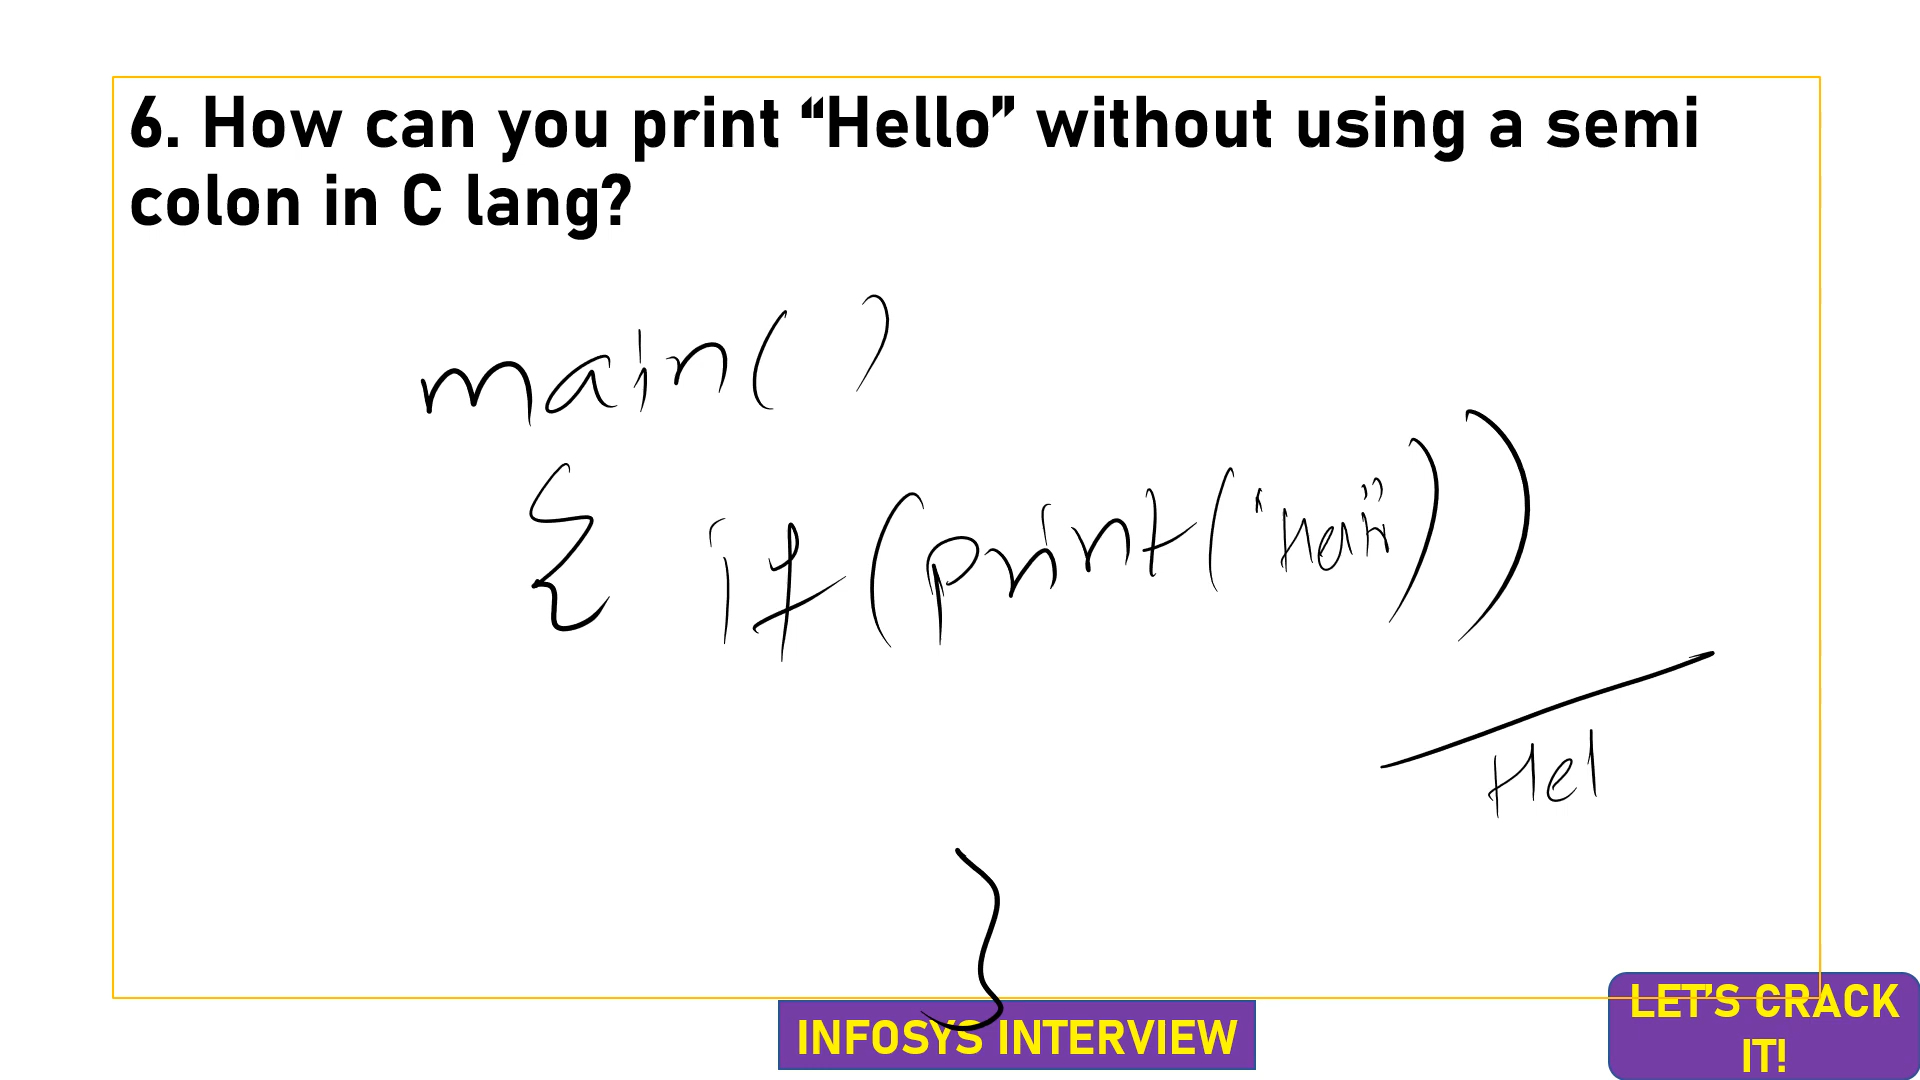 6. How can you print “Hello” without using a semi
colon in C lang?
main( )
{ if(print("
))
Hel
}
INFOSYS INTERVIEW
LET’S CRACK
IT!